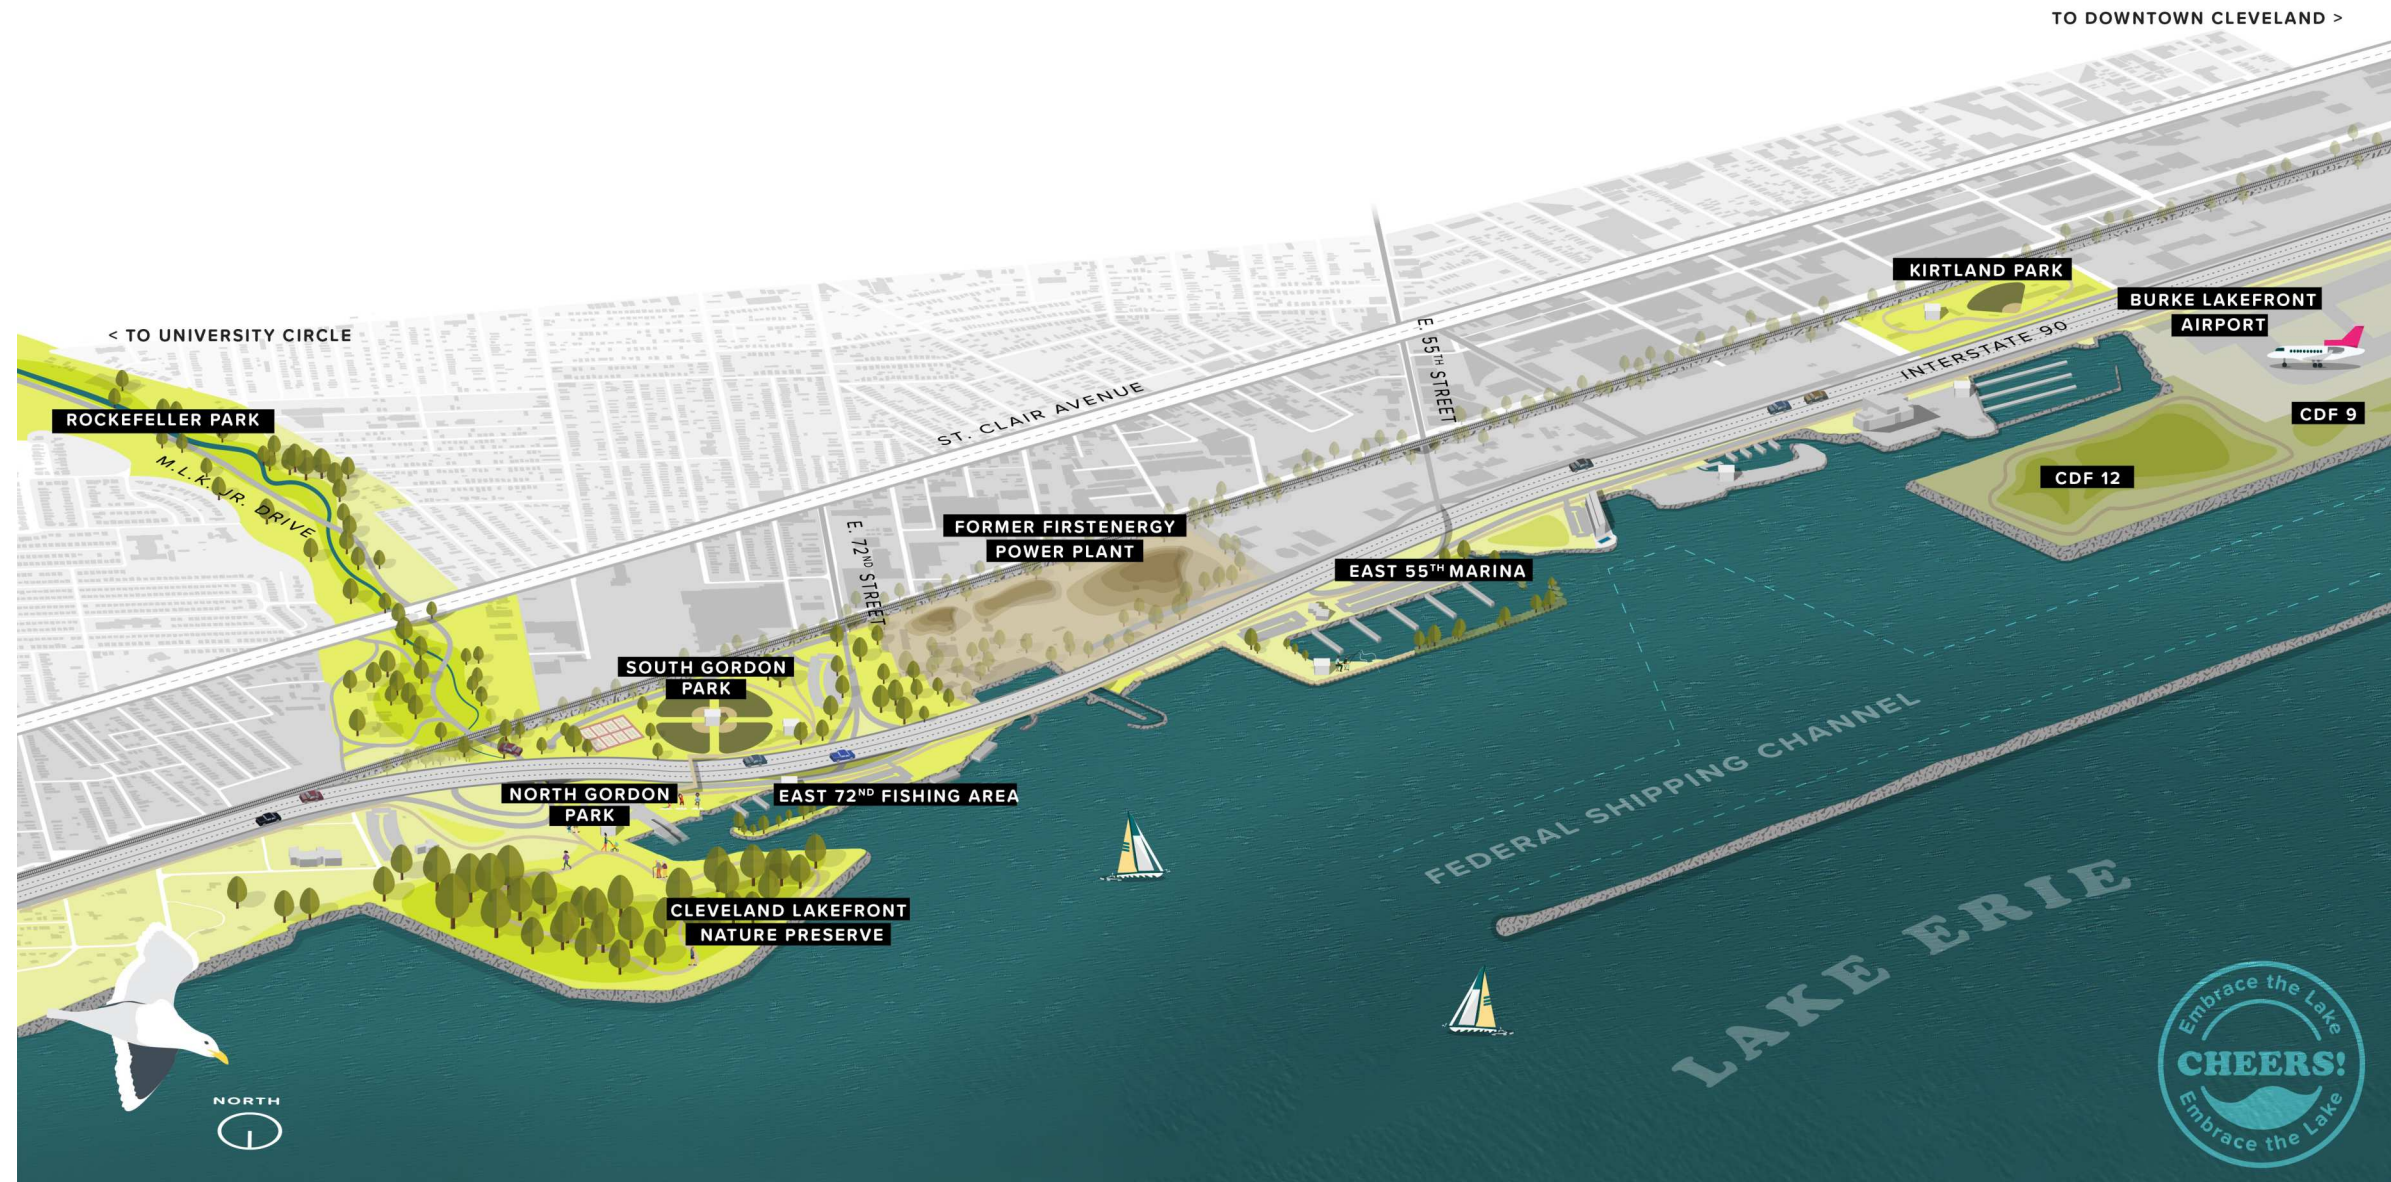 TO DOWNTOWN CLEVELAND >
KIRTLAND PARK
BURKE LAKEFRONT
AIRPORT
< TO UNIVERSITY CIRCLE
INTERSTATE 90
E. 55TH STREET
ST. CLAIR AVENUE
ROCKEFELLER PARK
CDF 9
M.L.K. JR. DRIVE
CDF 12
FORMER FIRSTENERGY
POWER PLANT
E. 72ND STREET
EAST 55TH MARINA
SOUTH GORDON
PARK
NORTH GORDON
PARK
EAST 72ND FISHING AREA
FEDERAL SHIPPING CHANNEL
CLEVELAND LAKEFRONT
NATURE PRESERVE
LAKE ERIE
Embrace the Lake
CHEERS!
Embrace the Lake
NORTH